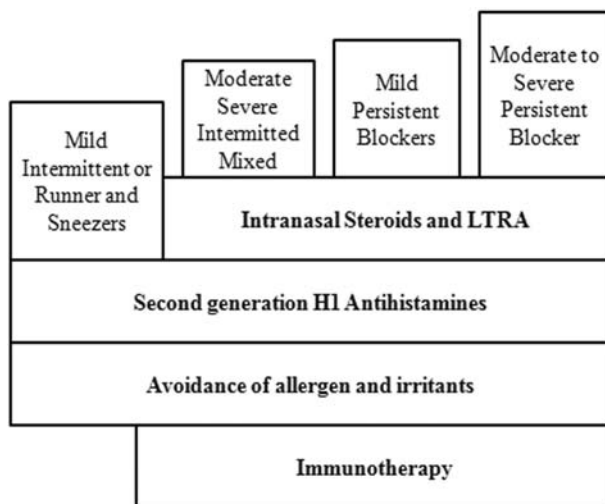 Mild
Intermittent or
Runner and
Sneezers
Moderate
Severe
Intermitted
Mixed
Mild
Persistent
Blockers
Moderate to
Severe
Persistent
Blocker
Intranasal Steroids and LTRA
Second generation H1 Antihistamines
Avoidance of allergen and irritants
Immunotherapy